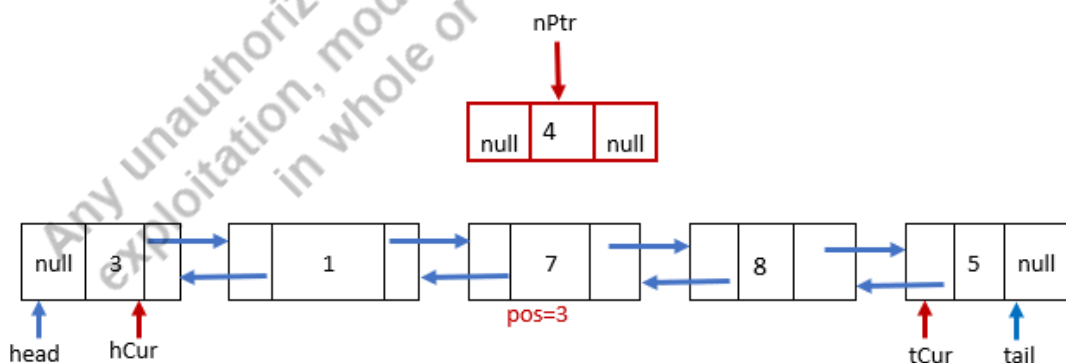 nPtr
null 4 null
Any unauthoriz
exploitation, mod
in whole or
null 3 1 7 8 5 null
pos=3
head hCur tCur tail